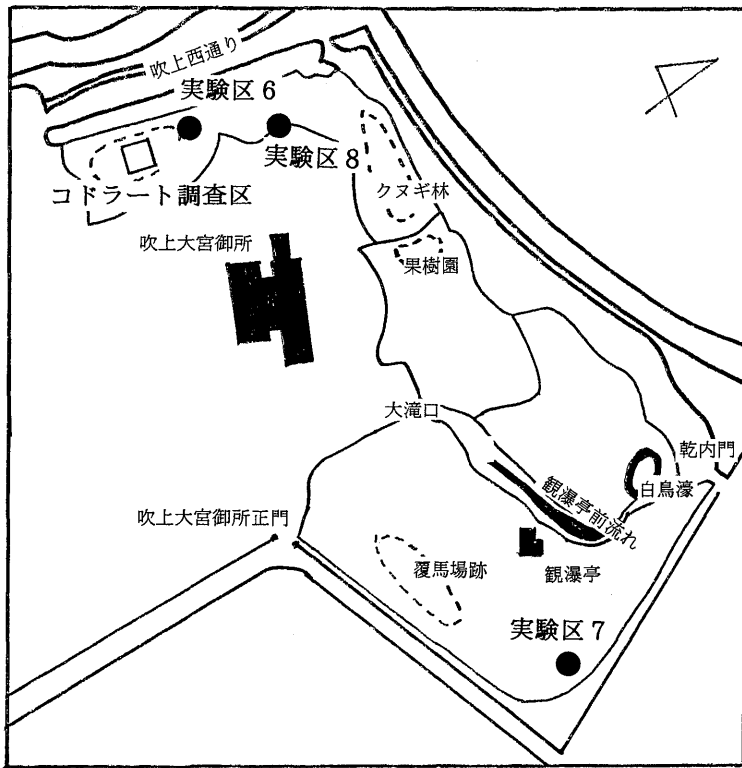 吹上西通り
実験区 6
実験区 8
コドラート調査区
クヌギ林
吹上大宮御所
果樹園
大滝口
乾内門
白鳥濠
観瀑亭前流れ
吹上大宮御所正門
覆馬場跡
観瀑亭
実験区 7